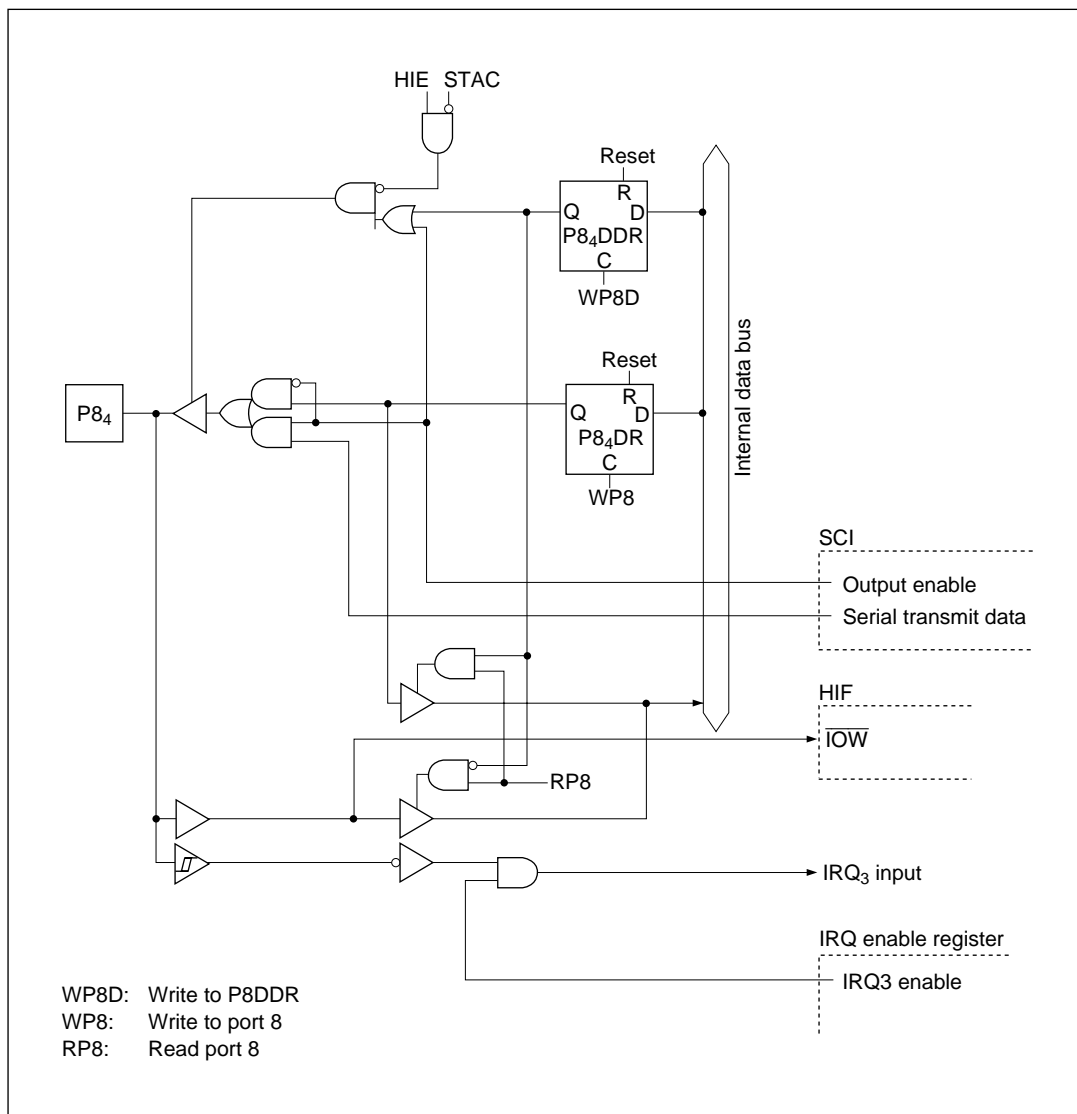 HIE STAC
Reset
R
Q D
P8₄DDR
C
WP8D
Reset
R
Q D
P8₄DR
C
WP8
P8₄
Internal data bus
SCI
Output enable
Serial transmit data
HIF
I̅O̅W̅
RP8
IRQ₃ input
IRQ enable register
IRQ3 enable
WP8D: Write to P8DDR
WP8: Write to port 8
RP8: Read port 8